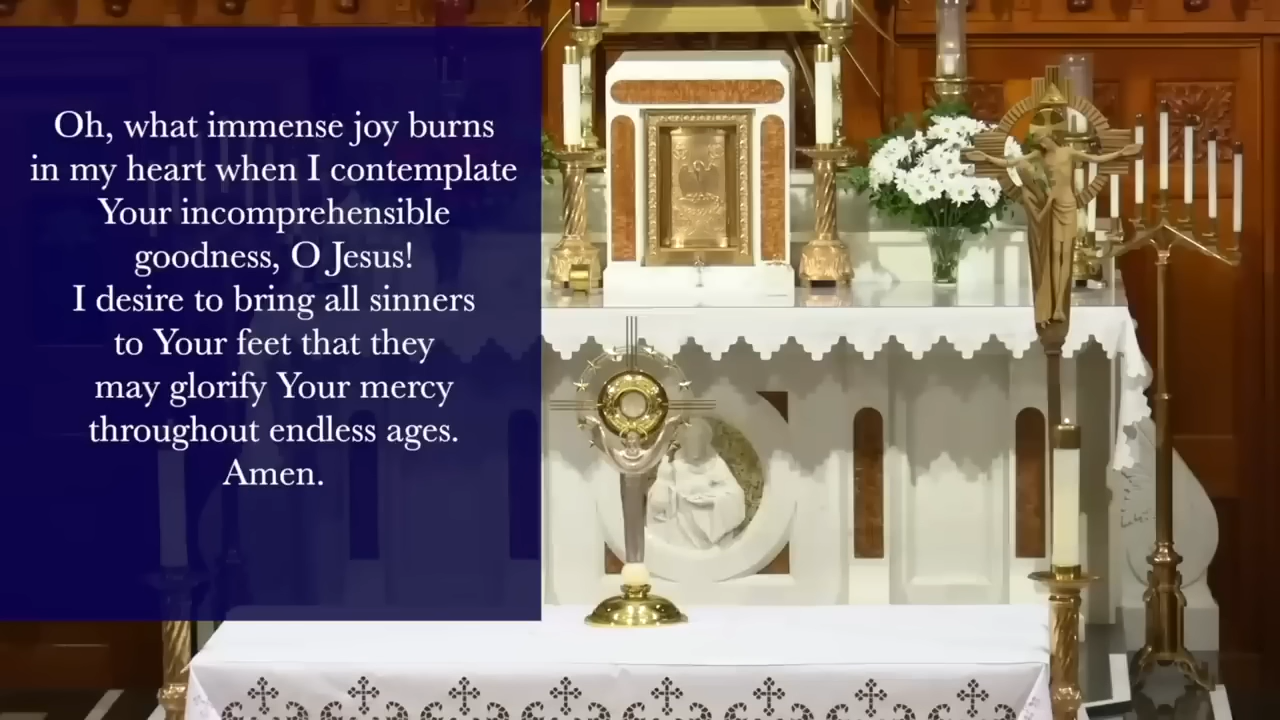 Oh, what immense joy burns
in my heart when I contemplate
Your incomprehensible
goodness, O Jesus!
I desire to bring all sinners
to Your feet that they
may glorify Your mercy
throughout endless ages.
Amen.